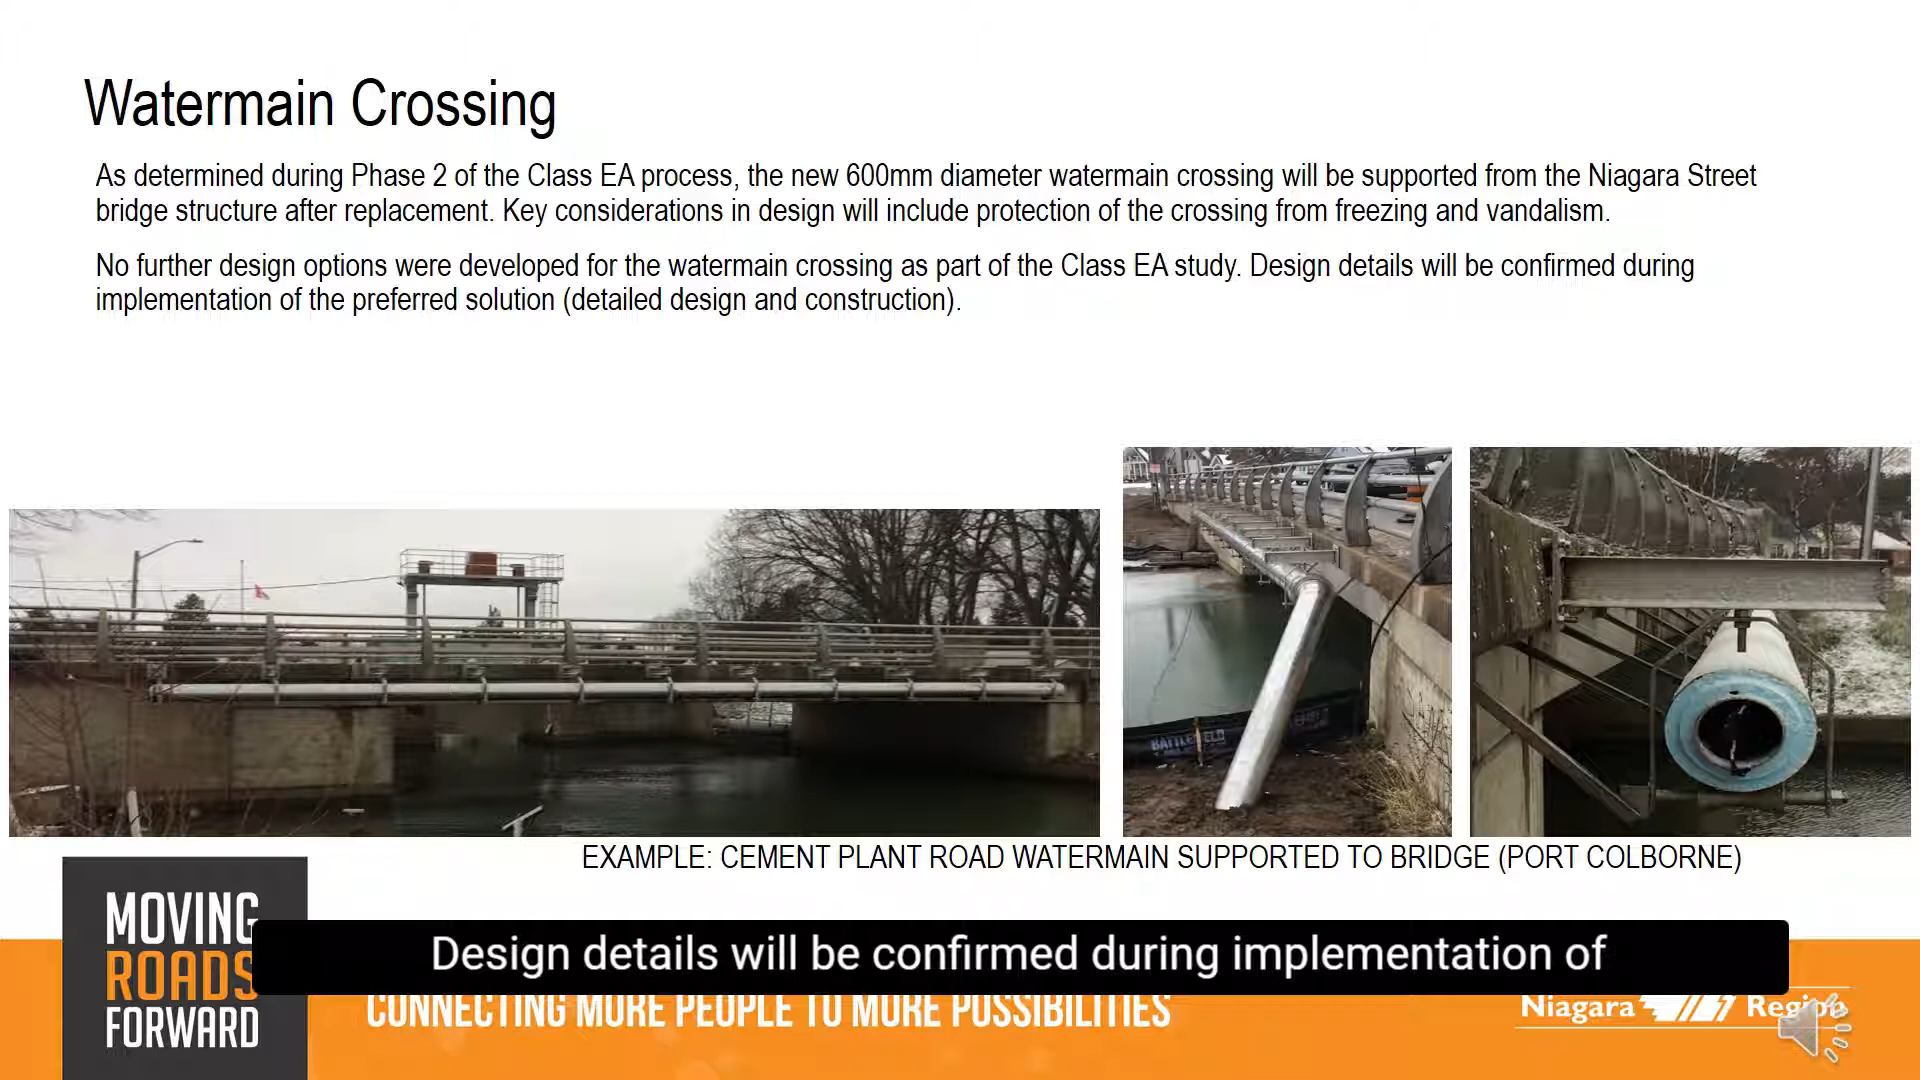 Watermain Crossing
As determined during Phase 2 of the Class EA process, the new 600mm diameter watermain crossing will be supported from the Niagara Street
bridge structure after replacement. Key considerations in design will include protection of the crossing from freezing and vandalism.
No further design options were developed for the watermain crossing as part of the Class EA study. Design details will be confirmed during
implementation of the preferred solution (detailed design and construction).
EXAMPLE: CEMENT PLANT ROAD WATERMAIN SUPPORTED TO BRIDGE (PORT COLBORNE)
MOVING
ROADS
FORWARD
Design details will be confirmed during implementation of
CONNECTING MORE PEOPLE TO MORE POSSIBILITIES
Niagara Region